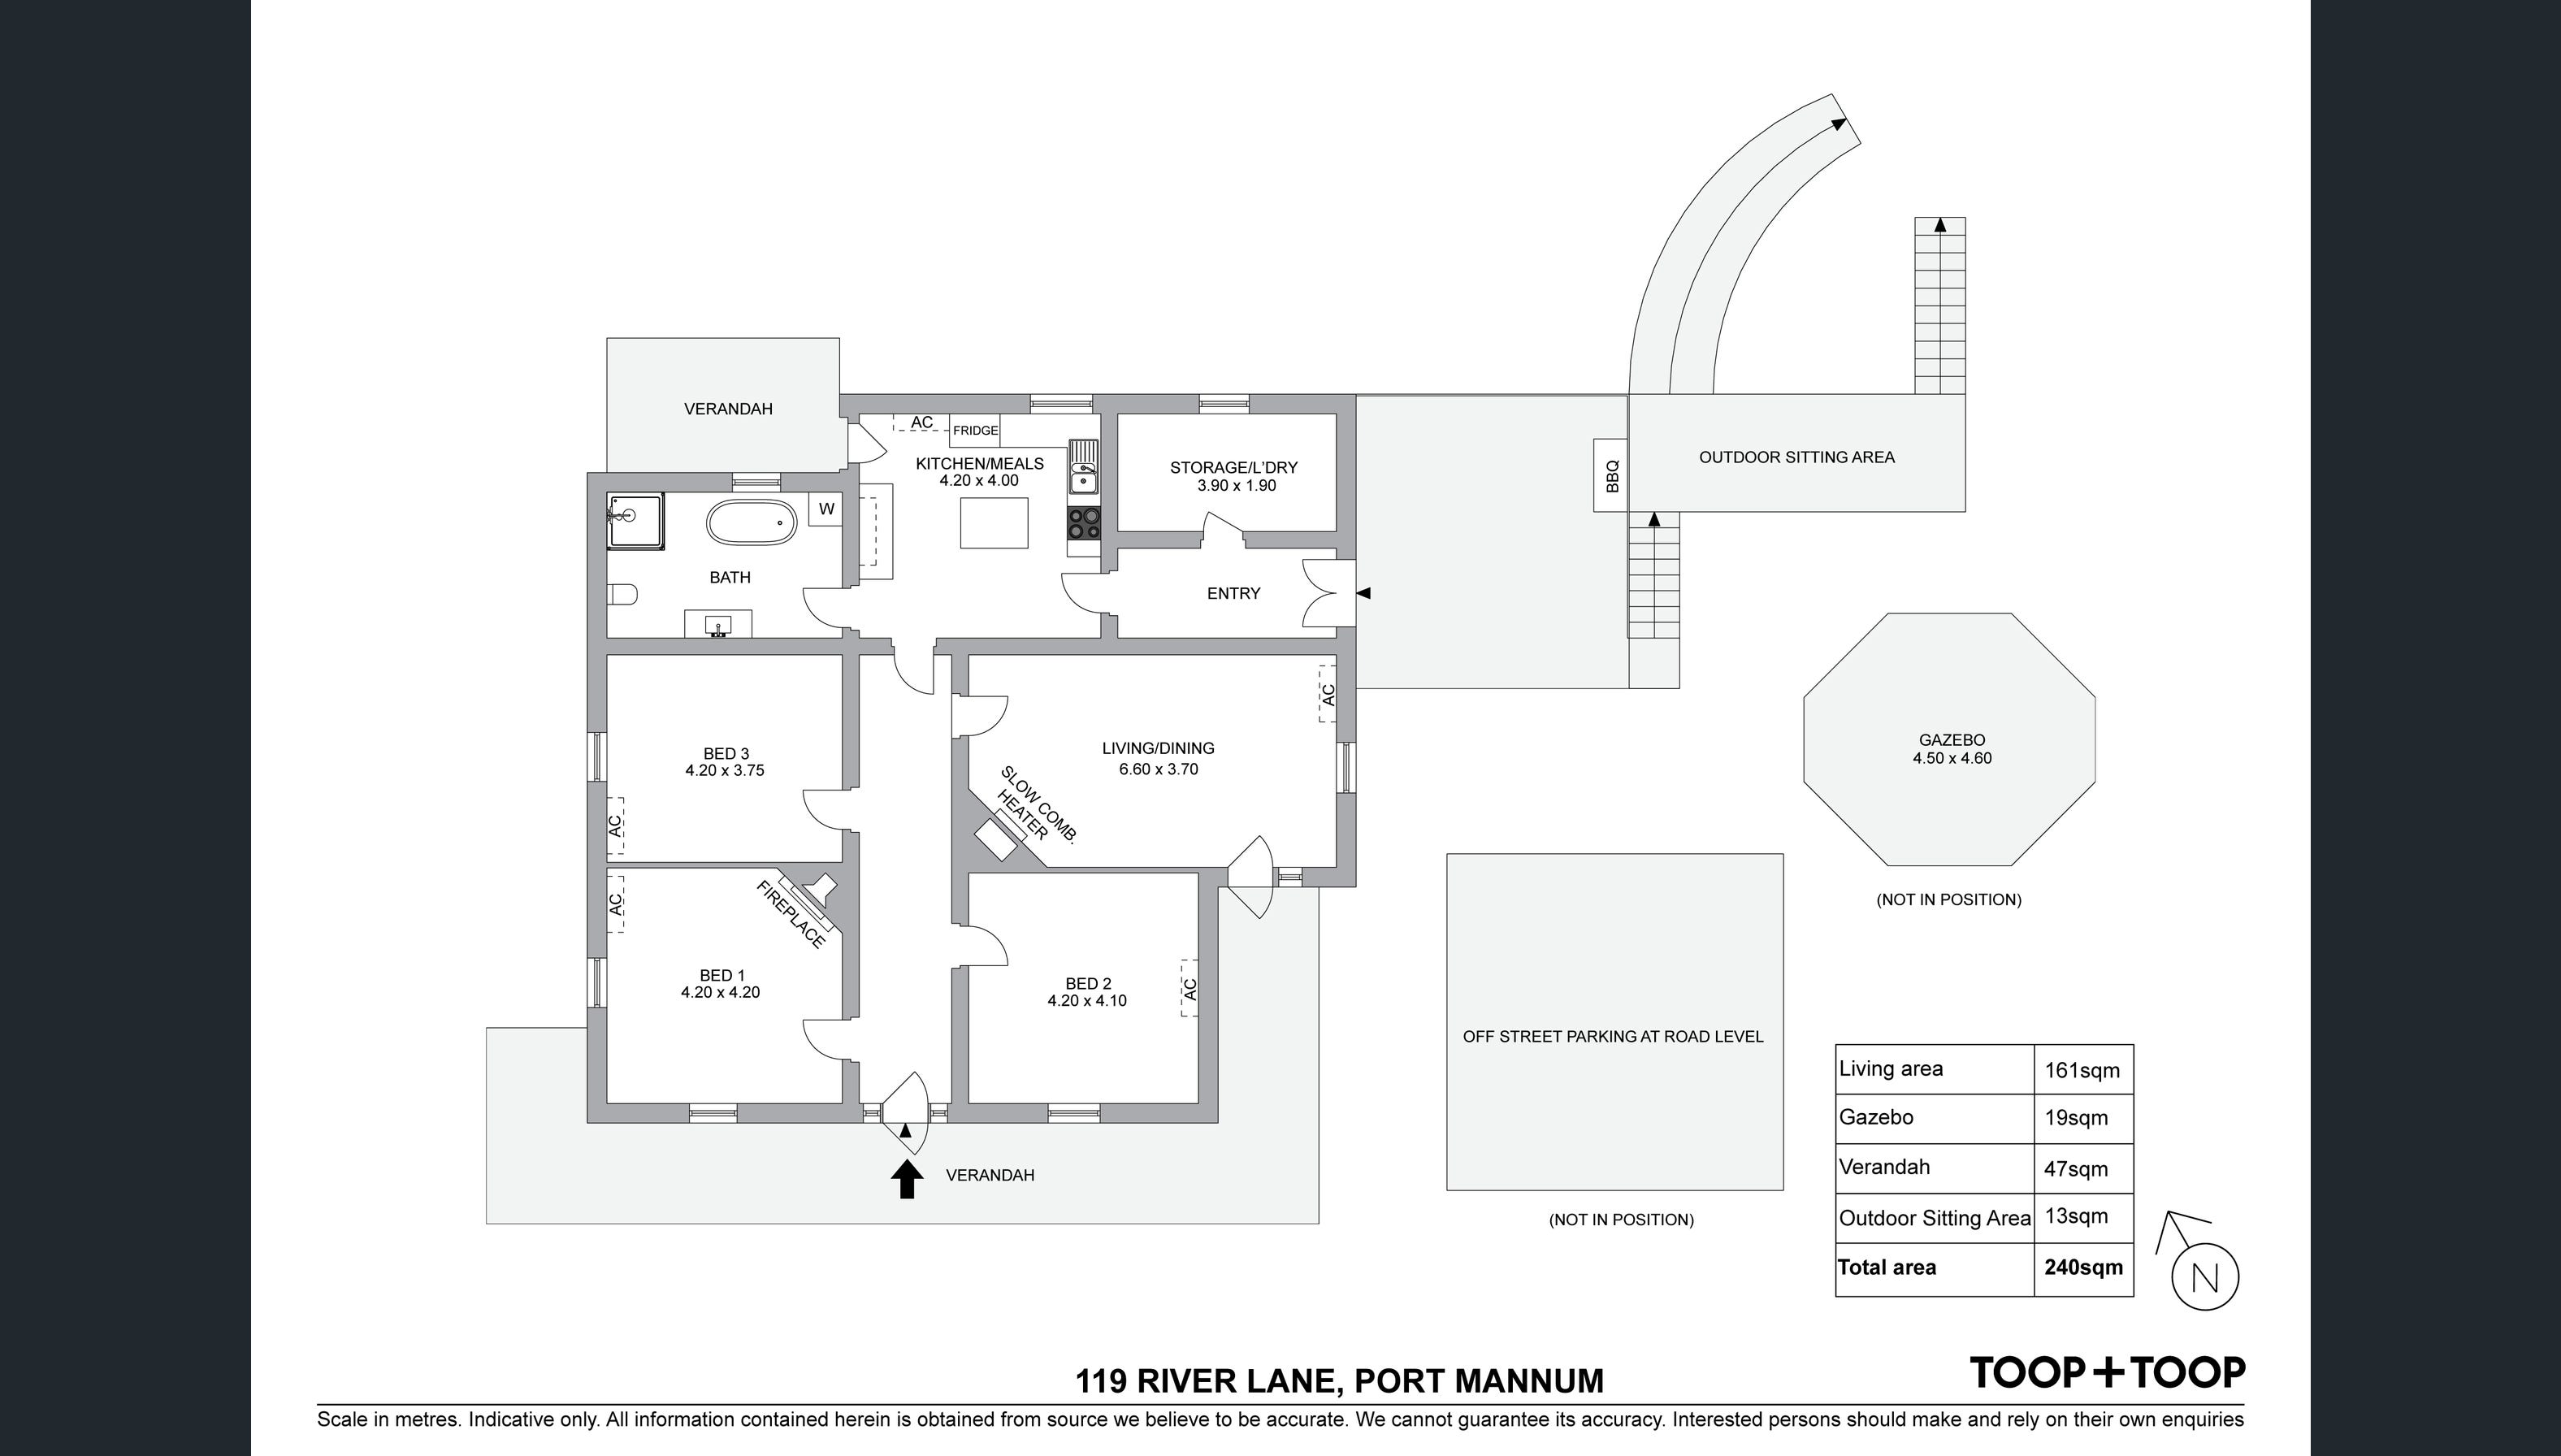 VERANDAH
AC
FRIDGE
KITCHEN/MEALS
4.20 x 4.00
STORAGE/L'DRY
3.90 x 1.90
BBQ
OUTDOOR SITTING AREA
W
BATH
ENTRY
BED 3
4.20 x 3.75
AC
LIVING/DINING
6.60 x 3.70
AC
SLOW COMB.
HEATER
GAZEBO
4.50 x 4.60
(NOT IN POSITION)
AC
FIREPLACE
BED 1
4.20 x 4.20
BED 2
4.20 x 4.10
AC
OFF STREET PARKING AT ROAD LEVEL
(NOT IN POSITION)
VERANDAH
Living area 161sqm
Gazebo 19sqm
Verandah 47sqm
Outdoor Sitting Area 13sqm
Total area 240sqm
N
119 RIVER LANE, PORT MANNUM
TOOP+TOOP
Scale in metres. Indicative only. All information contained herein is obtained from source we believe to be accurate. We cannot guarantee its accuracy. Interested persons should make and rely on their own enquiries